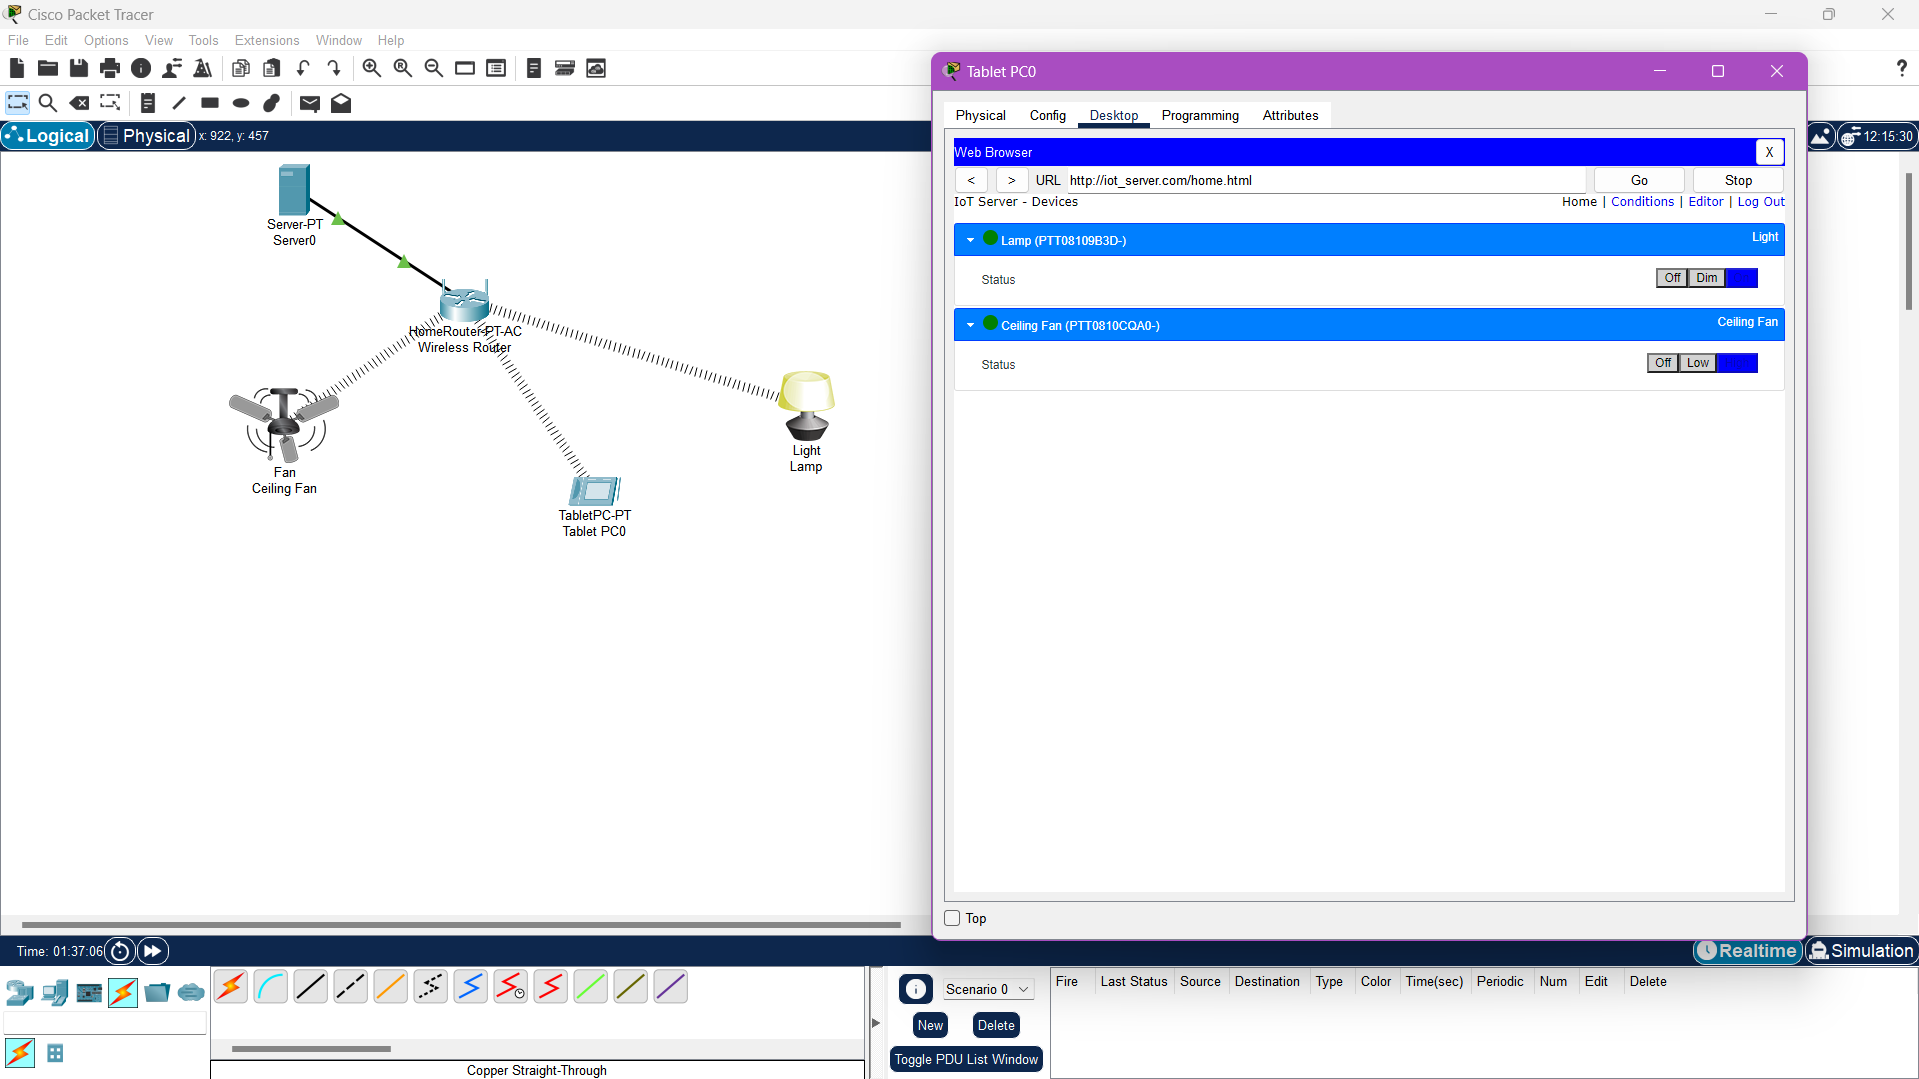 Cisco Packet Tracer
File Edit Options View Tools Extensions Window Help
?
Logical Physical x: 922, y: 457
12:15:30
Server-PT
Server0
HomeRouter-PT-AC
Wireless Router
Fan
Ceiling Fan
TabletPC-PT
Tablet PC0
Light
Lamp
Tablet PC0
Physical Config Desktop Programming Attributes
Web Browser X
< > URL http://iot_server.com/home.html Go Stop
IoT Server - Devices Home | Conditions | Editor | Log Out
Lamp (PTT08109B3D-) Light
Status Off Dim
Ceiling Fan (PTT0810CQA0-) Ceiling Fan
Status Off Low
Top
Time: 01:37:06
Realtime Simulation
Scenario 0
New Delete
Toggle PDU List Window
Fire Last Status Source Destination Type Color Time(sec) Periodic Num Edit Delete
Copper Straight-Through